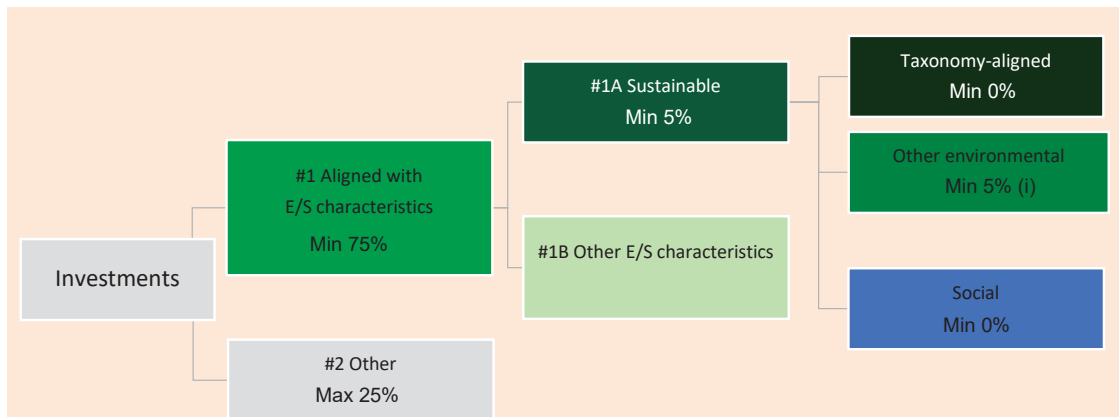 Investments
#1 Aligned with
E/S characteristics
Min 75%
#2 Other
Max 25%
#1A Sustainable
Min 5%
#1B Other E/S characteristics
Taxonomy-aligned
Min 0%
Other environmental
Min 5% (i)
Social
Min 0%